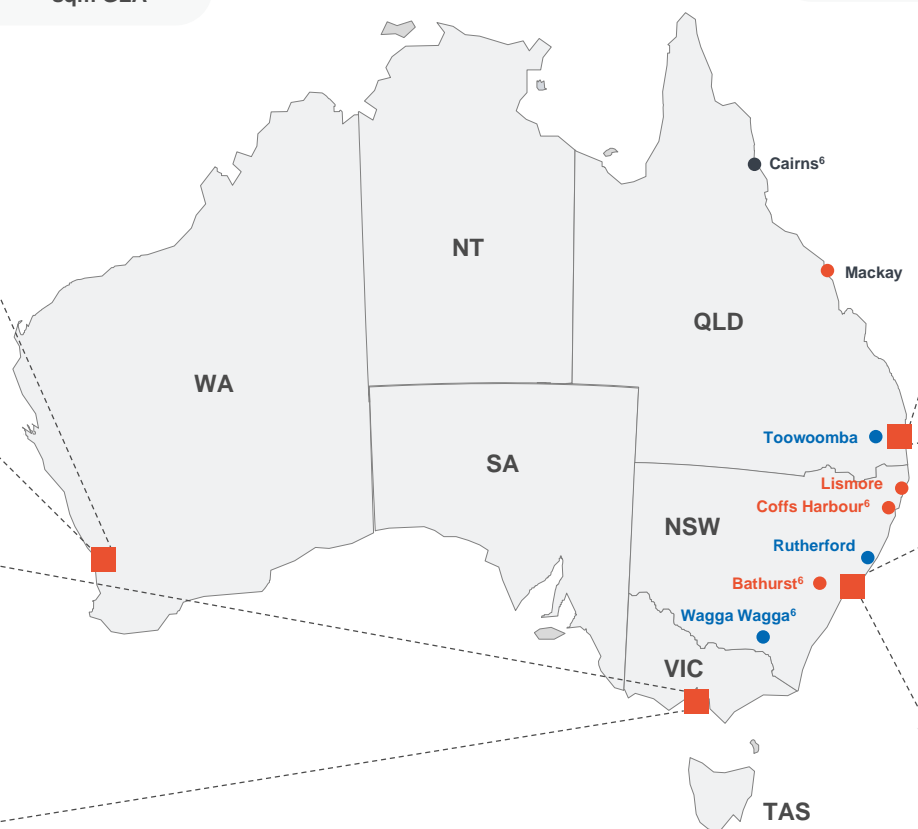 Cairns⁶
NT
Mackay
QLD
WA
Toowoomba
SA
Lismore
Coffs Harbour⁶
NSW
Rutherford
Bathurst⁶
Wagga Wagga⁶
VIC
TAS